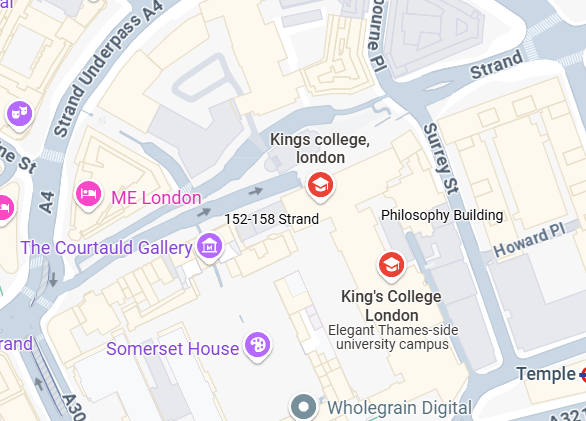 al
Strand Underpass A4
bourne Pl
Strand
he St
Kings college,
london
Surrey St
A4
ME London
152-158 Strand
Philosophy Building
The Courtauld Gallery
Howard Pl
King's College
London
Elegant Thames-side
university campus
rand
Somerset House
Temple
A30
Wholegrain Digital
A321